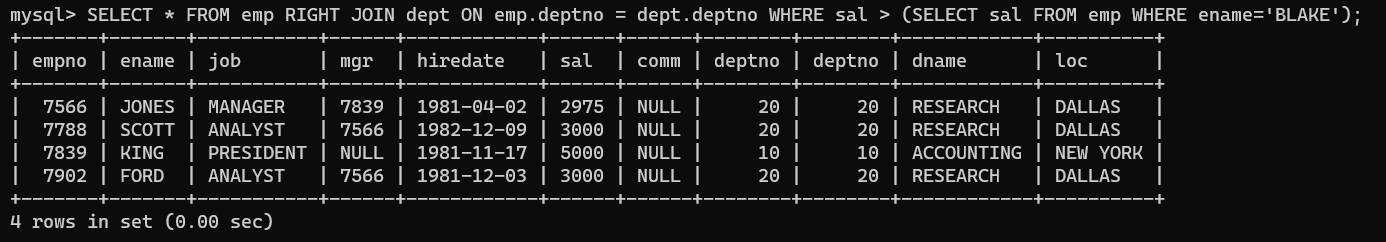 mysql> SELECT * FROM emp RIGHT JOIN dept ON emp.deptno = dept.deptno WHERE sal > (SELECT sal FROM emp WHERE ename='BLAKE');
+-------+-------+-----------+------+------------+------+------+--------+--------+------------+----------+
| empno | ename | job       | mgr  | hiredate   | sal  | comm | deptno | deptno | dname      | loc      |
+-------+-------+-----------+------+------------+------+------+--------+--------+------------+----------+
|  7566 | JONES | MANAGER   | 7839 | 1981-04-02 | 2975 | NULL |     20 |     20 | RESEARCH   | DALLAS   |
|  7788 | SCOTT | ANALYST   | 7566 | 1982-12-09 | 3000 | NULL |     20 |     20 | RESEARCH   | DALLAS   |
|  7839 | KING  | PRESIDENT | NULL | 1981-11-17 | 5000 | NULL |     10 |     10 | ACCOUNTING | NEW YORK |
|  7902 | FORD  | ANALYST   | 7566 | 1981-12-03 | 3000 | NULL |     20 |     20 | RESEARCH   | DALLAS   |
+-------+-------+-----------+------+------------+------+------+--------+--------+------------+----------+
4 rows in set (0.00 sec)